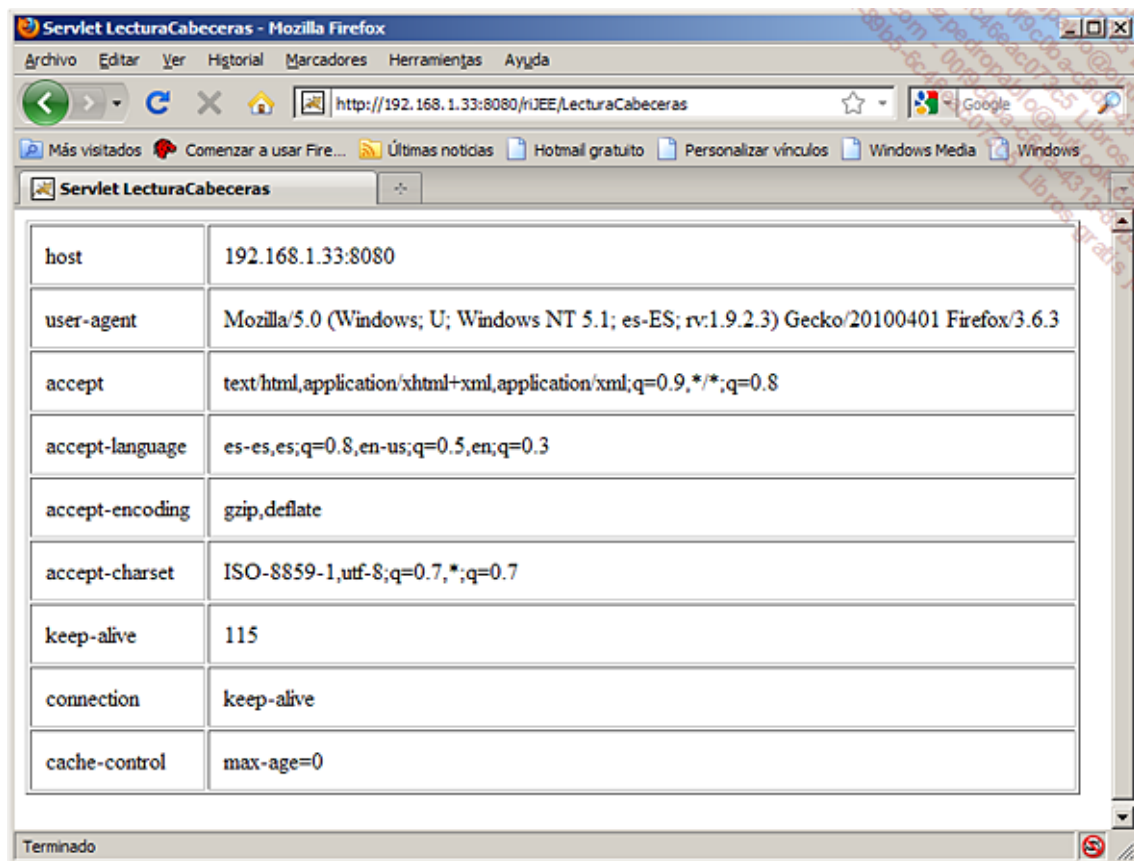 Servlet LecturaCabeceras - Mozilla Firefox
Archivo Editar Ver Historial Marcadores Herramientas Ayuda
http://192.168.1.33:8080/riJEE/LecturaCabeceras Google
Más visitados Comenzar a usar Fire... Últimas noticias Hotmail gratuito Personalizar vínculos Windows Media Windows
Servlet LecturaCabeceras
host 192.168.1.33:8080
user-agent Mozilla/5.0 (Windows; U; Windows NT 5.1; es-ES; rv:1.9.2.3) Gecko/20100401 Firefox/3.6.3
accept text/html,application/xhtml+xml,application/xml;q=0.9,*/*;q=0.8
accept-language es-es,es;q=0.8,en-us;q=0.5,en;q=0.3
accept-encoding gzip,deflate
accept-charset ISO-8859-1,utf-8;q=0.7,*;q=0.7
keep-alive 115
connection keep-alive
cache-control max-age=0
Terminado